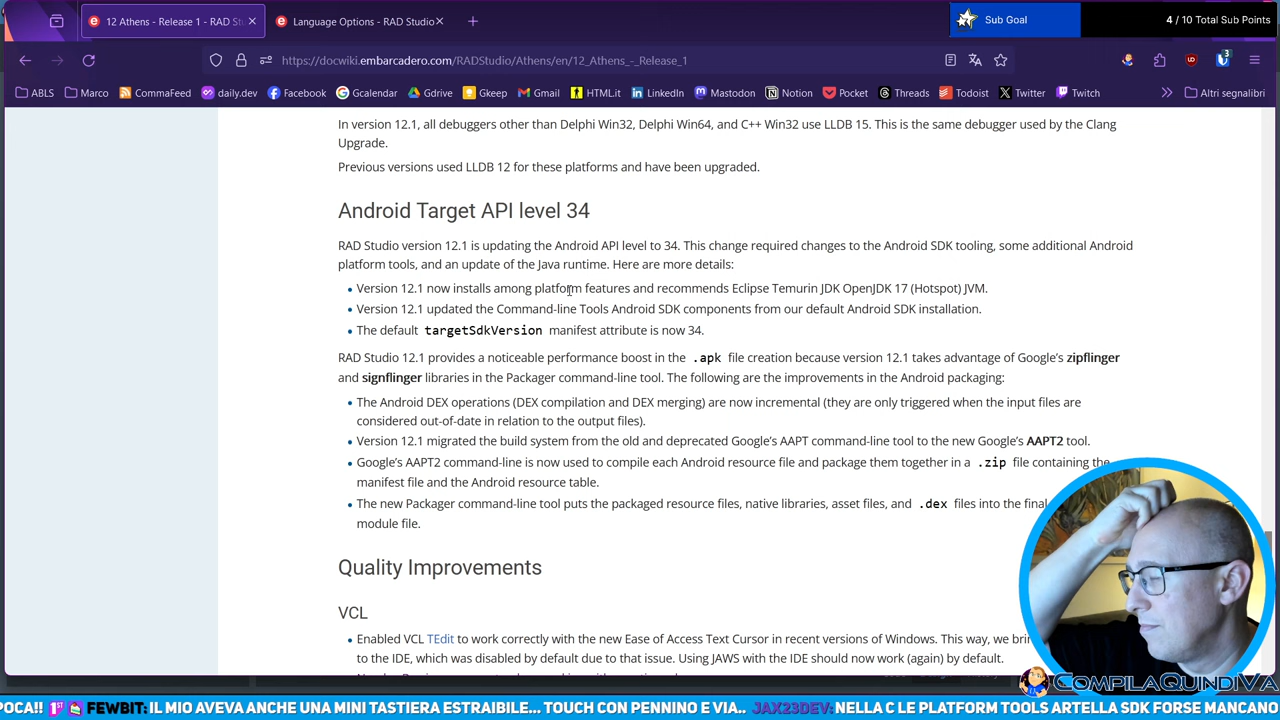 12 Athens - Release 1 - RAD St
Language Options - RAD Studio
Sub Goal
4 / 10 Total Sub Points
https://docwiki.embarcadero.com/RADStudio/Athens/en/12_Athens_-_Release_1
3
ABLS Marco CommaFeed daily.dev Facebook Gcalendar Gdrive Gkeep Gmail HTML.it LinkedIn Mastodon Notion Pocket Threads Todoist Twitter Twitch Altri segnalibri
In version 12.1, all debuggers other than Delphi Win32, Delphi Win64, and C++ Win32 use LLDB 15. This is the same debugger used by the Clang
Upgrade.
Previous versions used LLDB 12 for these platforms and have been upgraded.
Android Target API level 34
RAD Studio version 12.1 is updating the Android API level to 34. This change required changes to the Android SDK tooling, some additional Android
platform tools, and an update of the Java runtime. Here are more details:
Version 12.1 now installs among platform features and recommends Eclipse Temurin JDK OpenJDK 17 (Hotspot) JVM.
Version 12.1 updated the Command-line Tools Android SDK components from our default Android SDK installation.
The default targetSdkVersion manifest attribute is now 34.
RAD Studio 12.1 provides a noticeable performance boost in the .apk file creation because version 12.1 takes advantage of Google's zipflinger
and signflinger libraries in the Packager command-line tool. The following are the improvements in the Android packaging:
The Android DEX operations (DEX compilation and DEX merging) are now incremental (they are only triggered when the input files are
considered out-of-date in relation to the output files).
Version 12.1 migrated the build system from the old and deprecated Google's AAPT command-line tool to the new Google's AAPT2 tool.
Google's AAPT2 command-line is now used to compile each Android resource file and package them together in a .zip file containing the
manifest file and the Android resource table.
The new Packager command-line tool puts the packaged resource files, native libraries, asset files, and .dex files into the final
module file.
Quality Improvements
VCL
Enabled VCL TEdit to work correctly with the new Ease of Access Text Cursor in recent versions of Windows. This way, we
to the IDE, which was disabled by default due to that issue. Using JAWS with the IDE should now work (again) by default.
COMPILAQUINDIVA
POCA!! 1ST FEWBIT: IL MIO AVEVA ANCHE UNA MINI TASTIERA ESTRAIBILE... TOUCH CON PENNINO E VIA.. JAX23DEV: NELLA C LE PLATFORM TOOLS ARTELLA SDK FORSE MANCANO